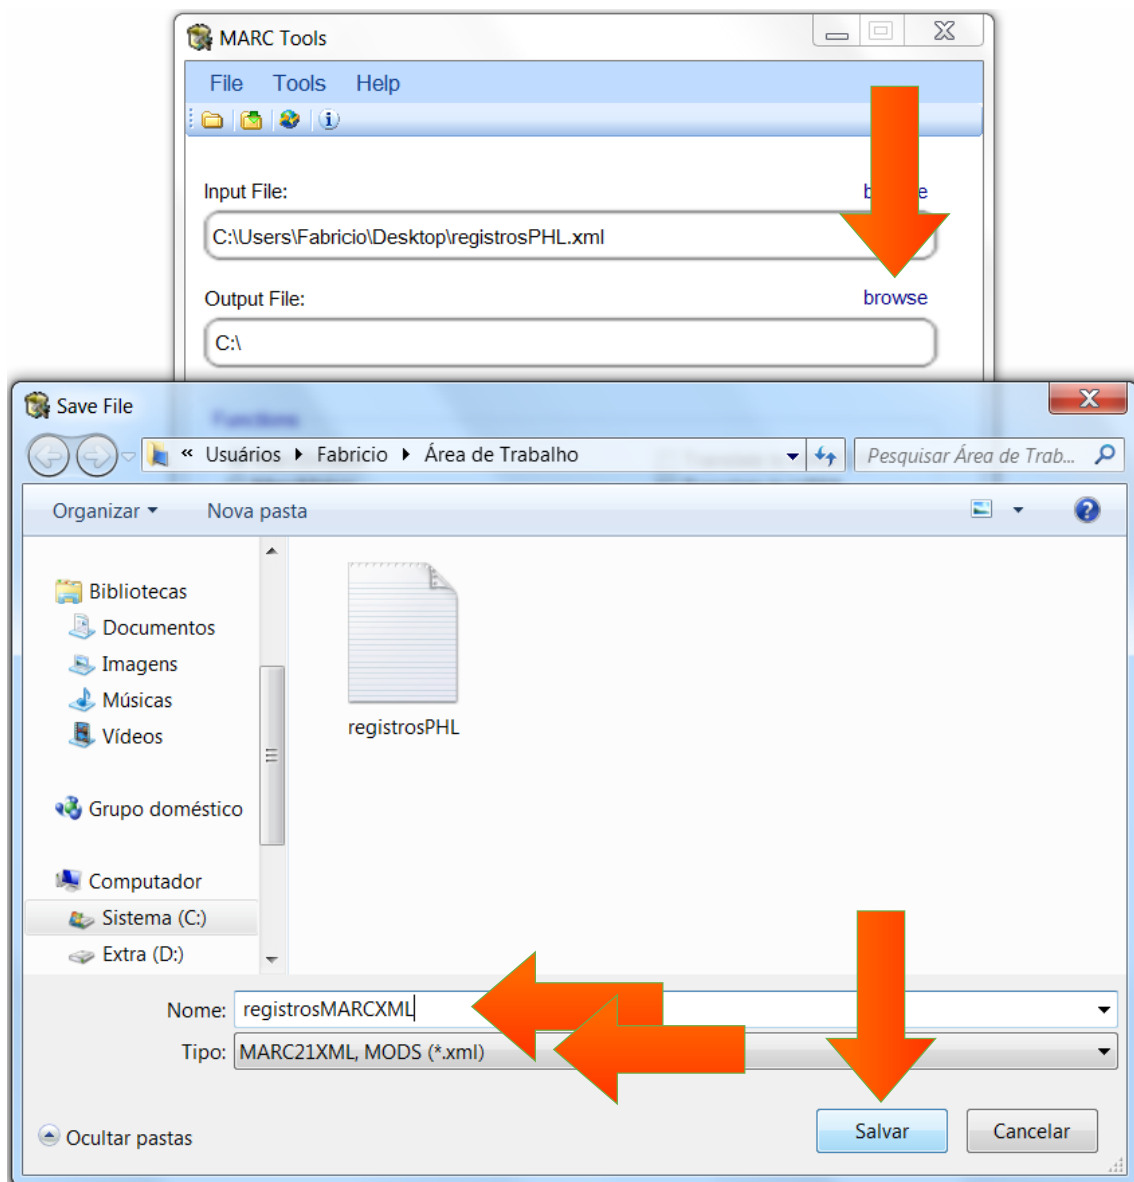 MARC Tools
File Tools Help
Input File:
C:\Users\Fabricio\Desktop\registrosPHL.xml
Output File: browse
C:\
Save File
Functions
« Usuários Fabricio Área de Trabalho Pesquisar Área de Trab...
Organizar Nova pasta
Bibliotecas
Documentos
Imagens
Músicas
Vídeos
registrosPHL
Grupo doméstico
Computador
Sistema (C:)
Extra (D:)
Nome: registrosMARCXML
Tipo: MARC21XML, MODS (*.xml)
Ocultar pastas Salvar Cancelar